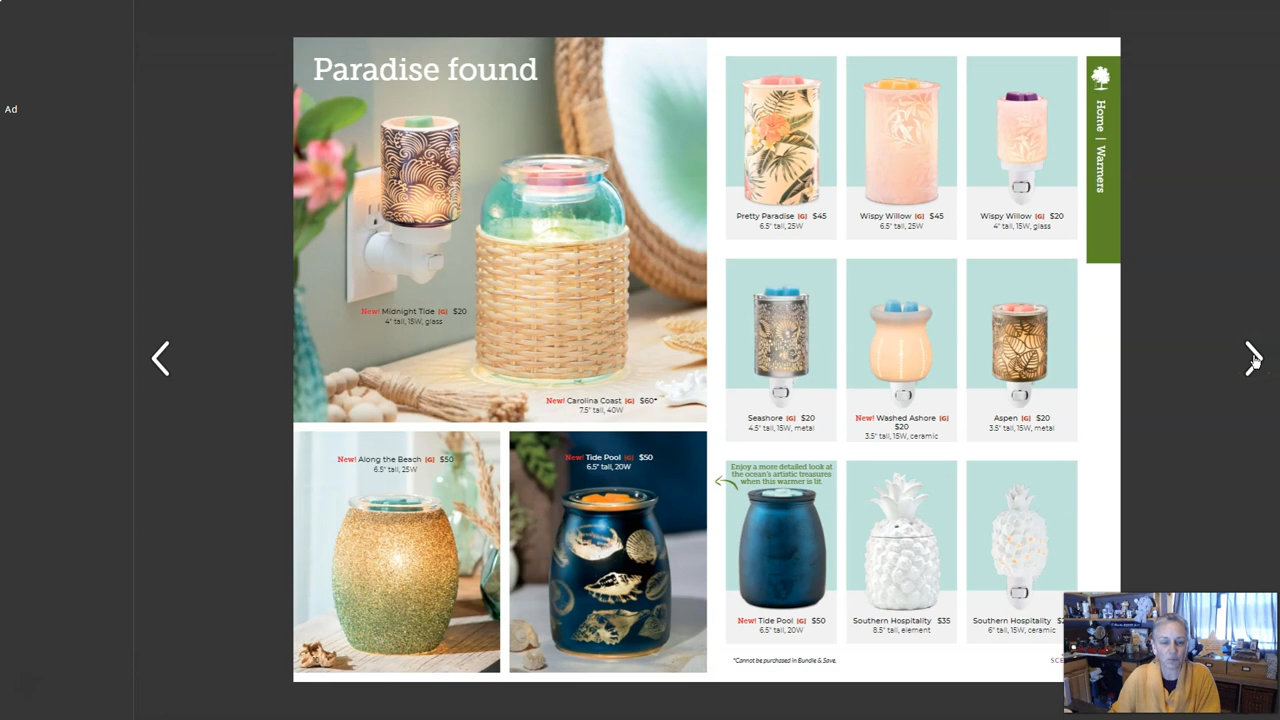 Ad
Paradise found
New! Midnight Tide [G] $20
4" tall, 15W, glass
New! Carolina Coast [G] $60*
7.5" tall, 40W
New! Along the Beach [G] $50
6.5" tall, 25W
New! Tide Pool [G] $50
6.5" tall, 20W
Pretty Paradise [G] $45
6.5" tall, 25W
Wispy Willow [G] $45
6.5" tall, 25W
Wispy Willow [G] $20
4" tall, 15W, glass
Seashore [G] $20
4.5" tall, 15W, metal
New! Washed Ashore [G]
$20
3.5" tall, 15W, ceramic
Aspen [G] $20
3.5" tall, 15W, metal
Enjoy a more detailed look at
the ocean's artistic treasures
when this warmer is lit.
New! Tide Pool [G] $50
6.5" tall, 20W
Southern Hospitality $35
8.5" tall, element
Southern Hospitality
6" tall, 15W, ceramic
*Cannot be purchased in Bundle & Save.
Home | Warmers